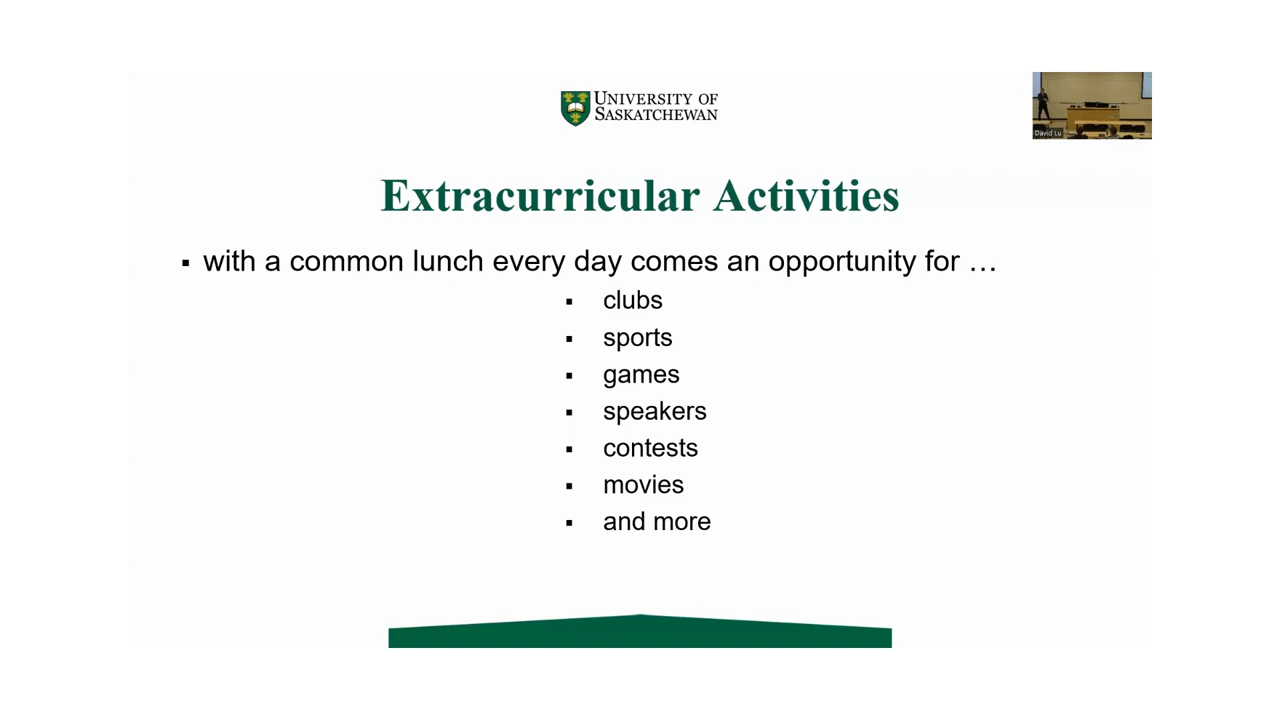 UNIVERSITY OF
SASKATCHEWAN
David Lu
Extracurricular Activities
▪ with a common lunch every day comes an opportunity for …
▪ clubs
▪ sports
▪ games
▪ speakers
▪ contests
▪ movies
▪ and more